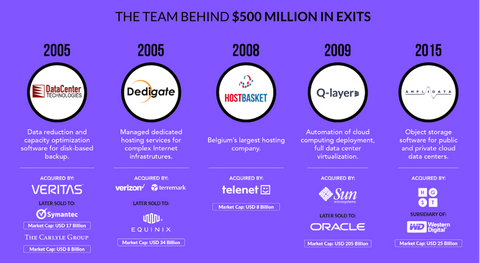 THE TEAM BEHIND $500 MILLION IN EXITS
2005
DataCenter
TECHNOLOGIES
Data reduction and
capacity optimization
software for disk-based
backup.
ACQUIRED BY:
VERITAS
LATER SOLD TO:
Symantec
Market Cap: USD 17 Billion
THE CARLYLE GROUP
Market Cap: USD 8 Billion
2005
Dedigate
Managed dedicated
hosting services for
complex Internet
infrastrutures.
ACQUIRED BY:
verizon
terremark
LATER SOLD TO:
EQUINIX
Market Cap: USD 34 Billion
2008
HOSTBASKET
Belgium's largest hosting
company.
ACQUIRED BY:
telenet
Market Cap: USD 8 Billion
2009
Q-layer
Automation of cloud
computing deployment,
full data center
virtualization.
ACQUIRED BY:
Sun
microsystems
LATER SOLD TO:
ORACLE
Market Cap: USD 205 Billion
2015
AMPLIDATA
Object storage
software for public
and private cloud
data centers.
ACQUIRED BY:
HG
ST
SUBSIDIARY OF:
WD Western
Digital
Market Cap: USD 25 Billion